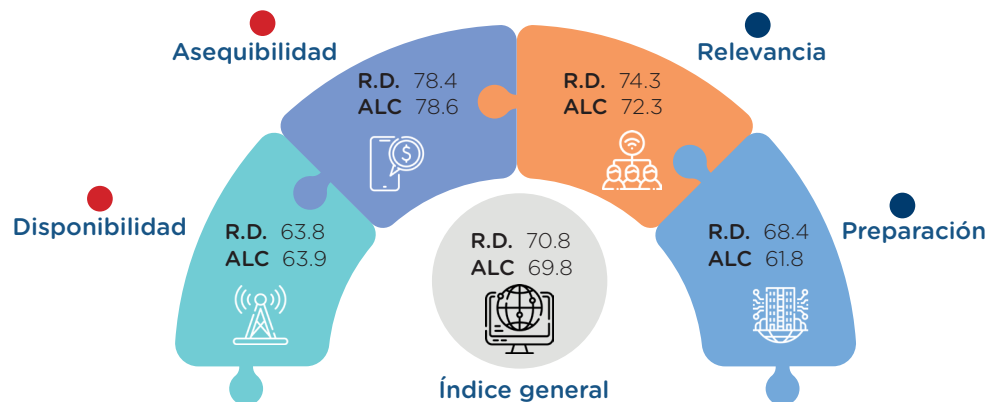 Asequibilidad
R.D. 78.4
ALC 78.6
$
Relevancia
R.D. 74.3
ALC 72.3
Disponibilidad
R.D. 63.8
ALC 63.9
R.D. 70.8
ALC 69.8
Índice general
Preparación
R.D. 68.4
ALC 61.8